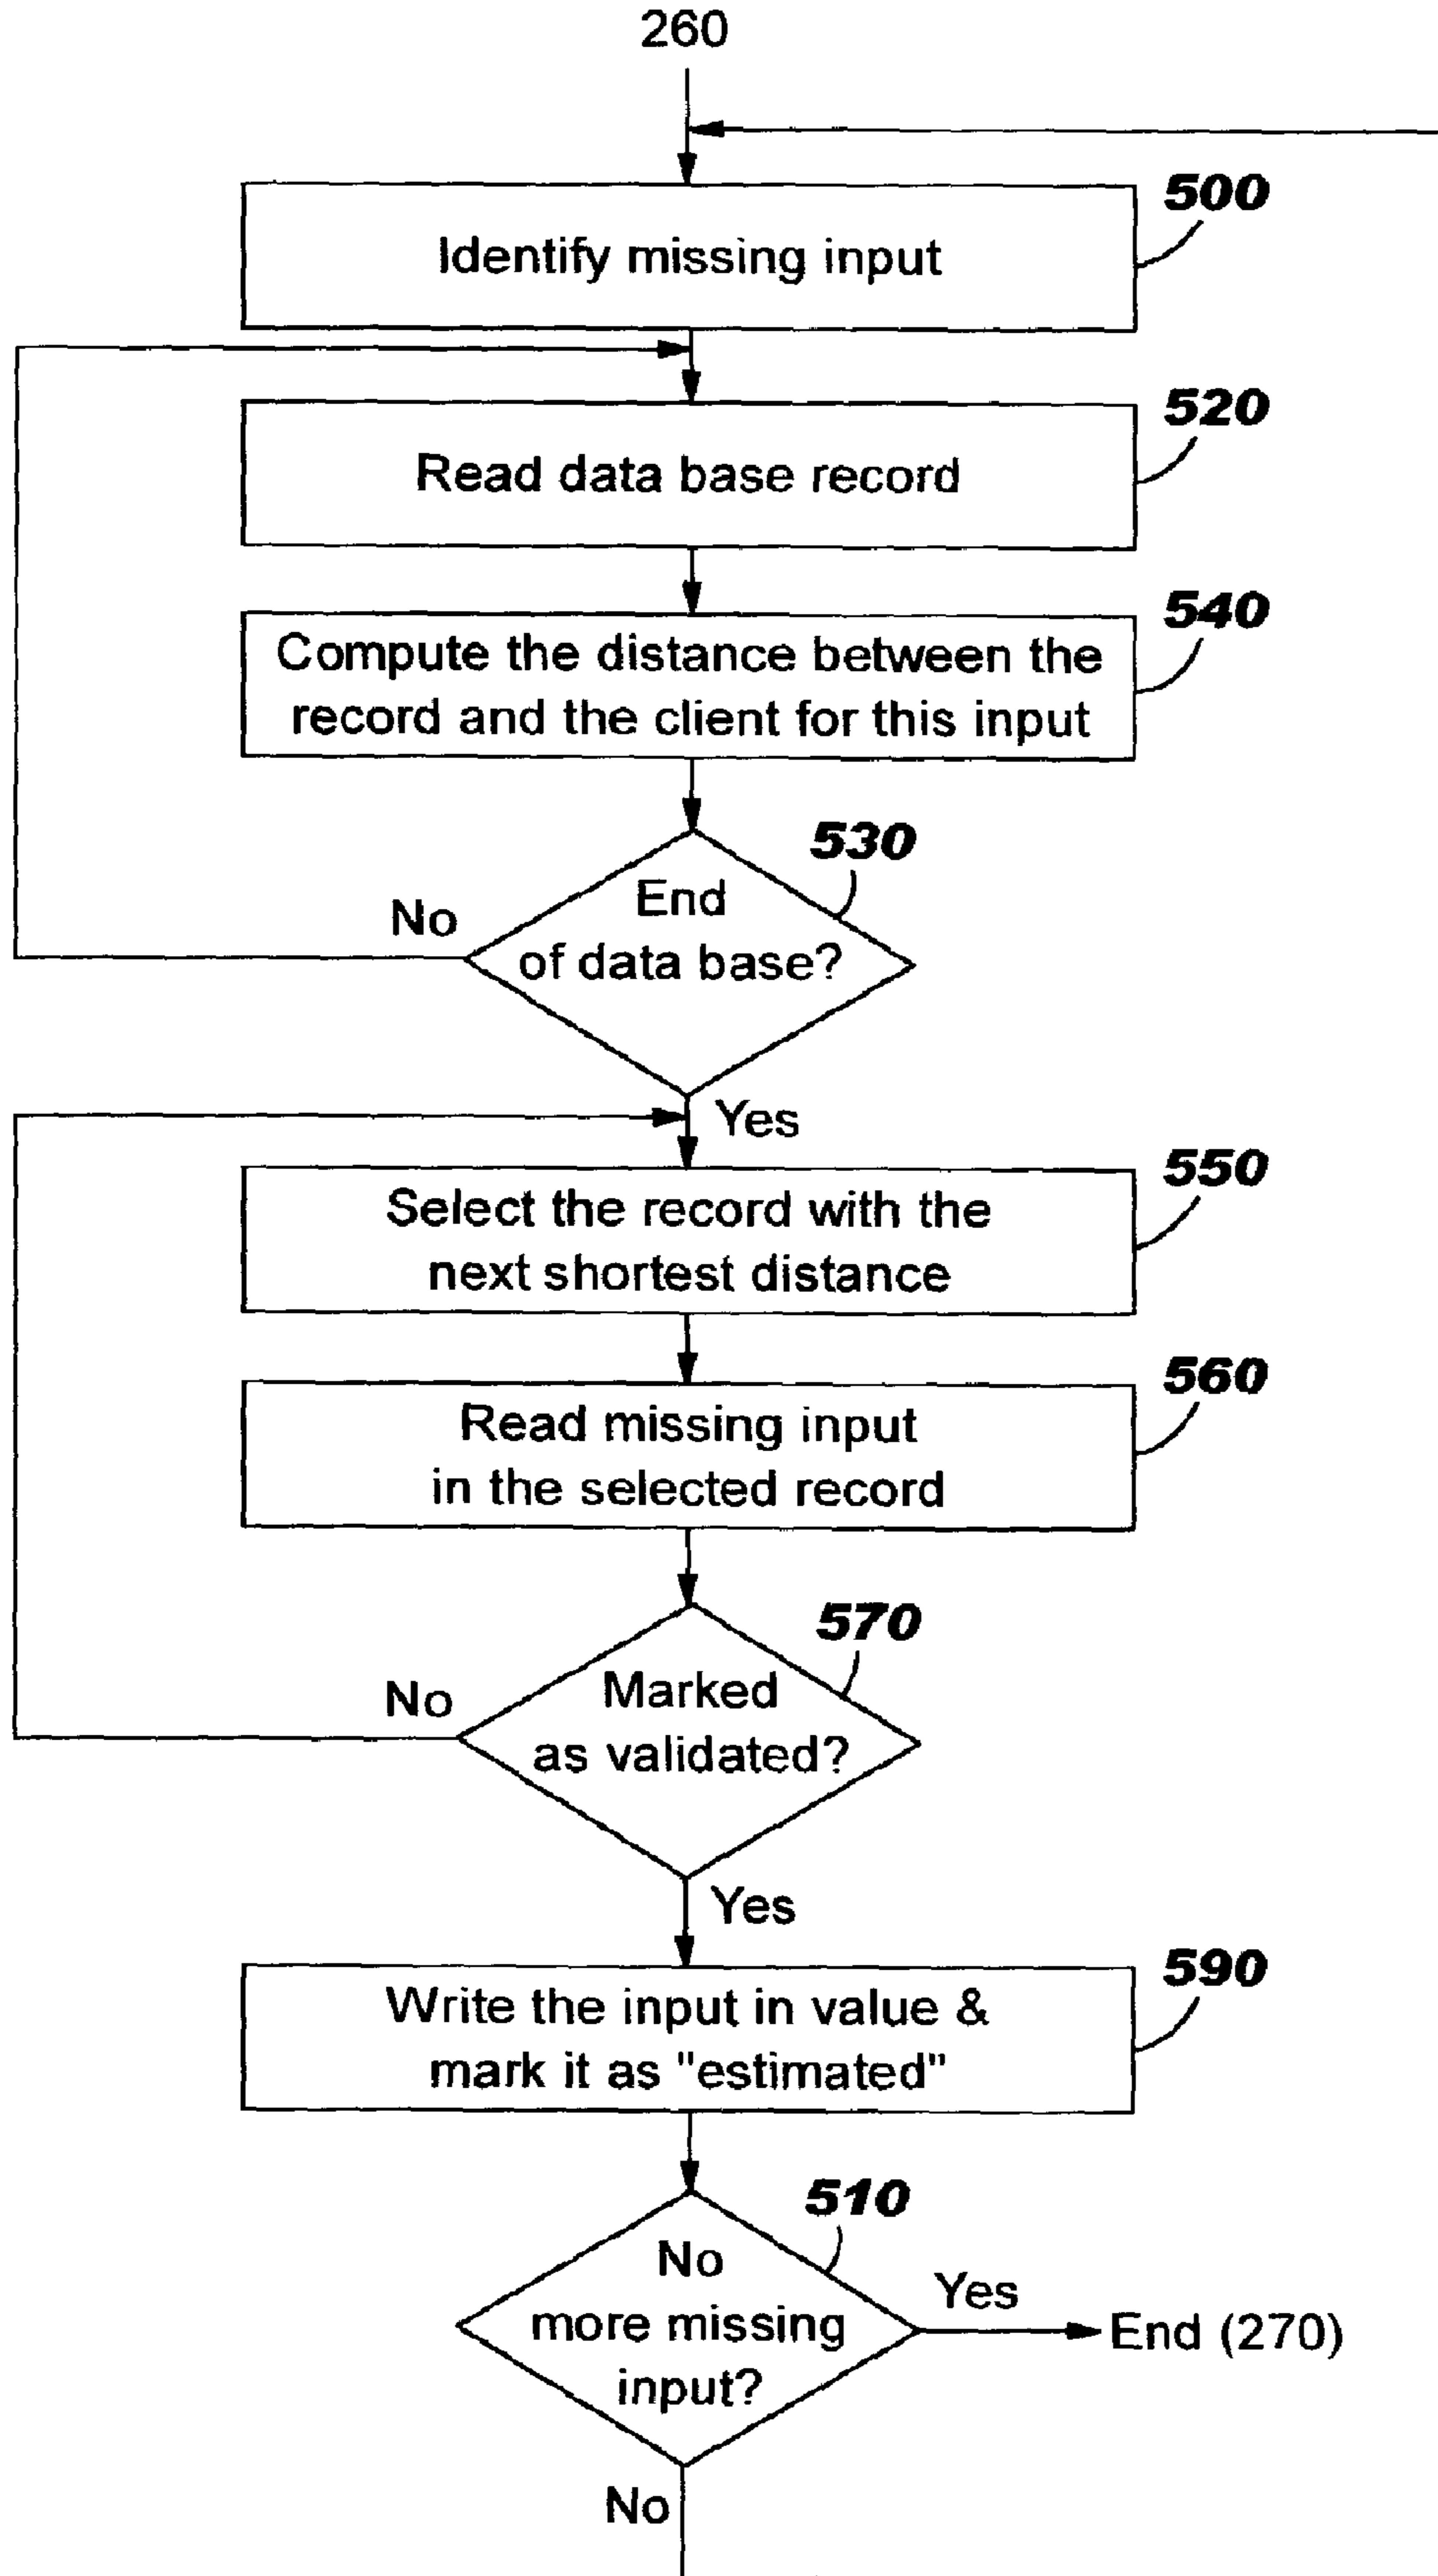 260
500
Identify missing input
520
Read data base record
540
Compute the distance between the
record and the client for this input
530
End
of data base?
No
Yes
550
Select the record with the
next shortest distance
560
Read missing input
in the selected record
570
Marked
as validated?
No
Yes
590
Write the input in value &
mark it as "estimated"
510
No
more missing
input?
Yes
End (270)
No